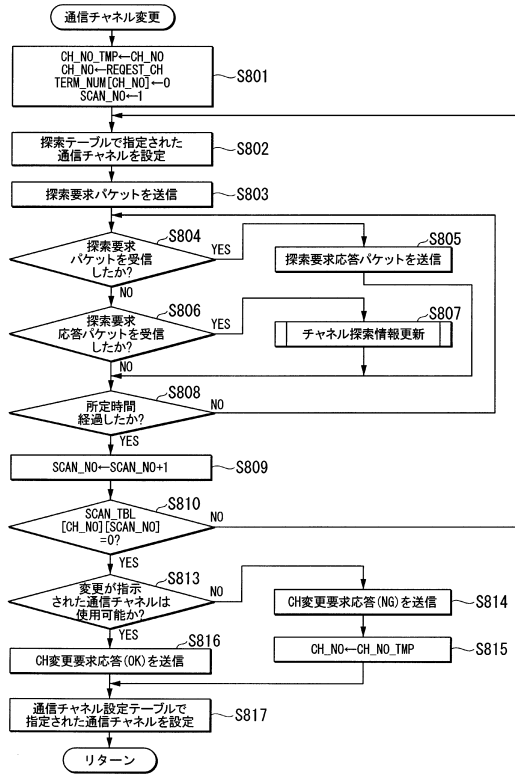 通信チャネル変更
CH_NO_TMP←CH_NO
CH_NO←REQEST_CH
TERM_NUM[CH_NO]←0
SCAN_NO←1
S801
探索テーブルで指定された
通信チャネルを設定
S802
探索要求パケットを送信
S803
S804
探索要求
パケットを受信
したか?
YES
NO
S805
探索要求応答パケットを送信
S806
探索要求
応答パケットを受信
したか?
YES
NO
S807
チャネル探索情報更新
S808
所定時間
経過したか?
NO
YES
SCAN_NO←SCAN_NO+1
S809
S810
SCAN_TBL
[CH_NO][SCAN_NO]
=0?
NO
YES
S813
変更が指示
された通信チャネルは
使用可能か?
NO
YES
CH変更要求応答(NG)を送信
S814
CH_NO←CH_NO_TMP
S815
S816
CH変更要求応答(OK)を送信
通信チャネル設定テーブルで
指定された通信チャネルを設定
S817
リターン